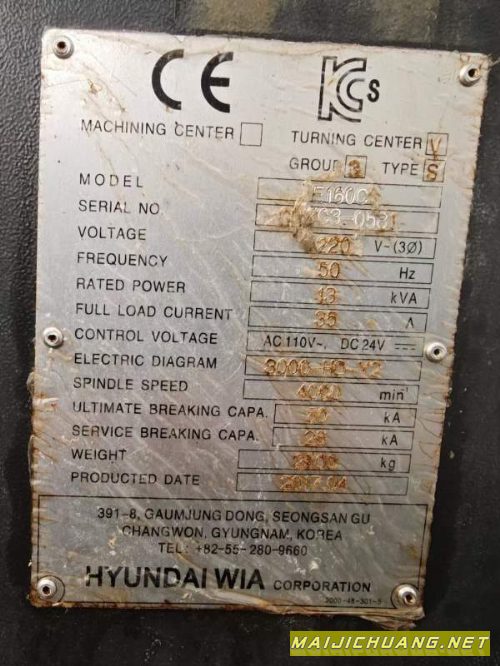 CE KCs
MACHINING CENTER TURNING CENTER V
GROUP 3 TYPE S
MODEL
SERIAL NO
VOLTAGE 220 V~(3Ø)
FREQUENCY 50 Hz
RATED POWER 43 kVA
FULL LOAD CURRENT 35 A
CONTROL VOLTAGE AC 110V~, DC 24V
ELECTRIC DIAGRAM
SPINDLE SPEED 4000 min
ULTIMATE BREAKING CAPA. kA
SERVICE BREAKING CAPA. kA
WEIGHT kg
PRODUCTED DATE
391-8, GAUMJUNG DONG, SEONGSAN GU
CHANGWON, GYUNGNAM, KOREA
TEL: +82-55-280-9660
HYUNDAI WIA CORPORATION
MAIJICHUANG.NET